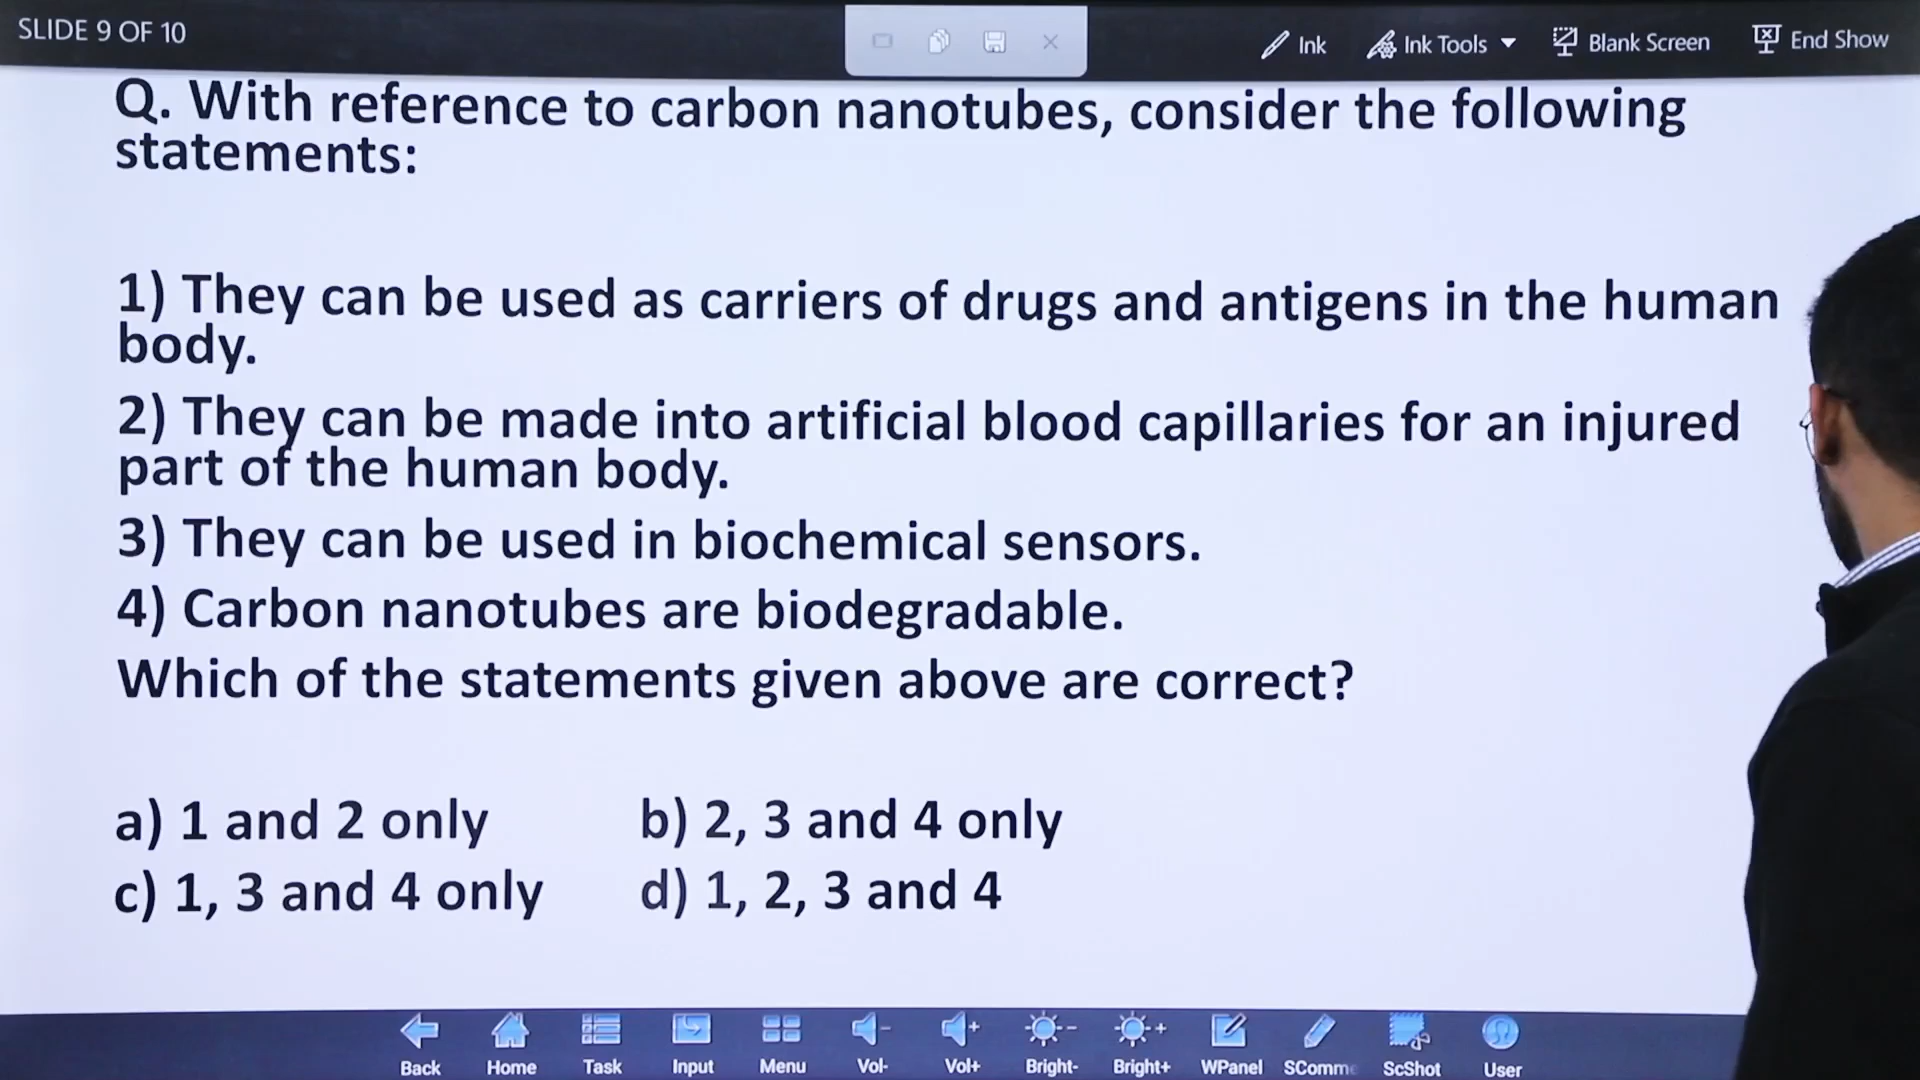 SLIDE 9 OF 10
Ink
Ink Tools
Blank Screen
End Show
Q. With reference to carbon nanotubes, consider the following
statements:
1) They can be used as carriers of drugs and antigens in the human
body.
2) They can be made into artificial blood capillaries for an injured
part of the human body.
3) They can be used in biochemical sensors.
4) Carbon nanotubes are biodegradable.
Which of the statements given above are correct?
a) 1 and 2 only b) 2, 3 and 4 only
c) 1, 3 and 4 only d) 1, 2, 3 and 4
Back Home Task Input Menu Vol- Vol+ Bright- Bright+ WPanel SComm ScShot User